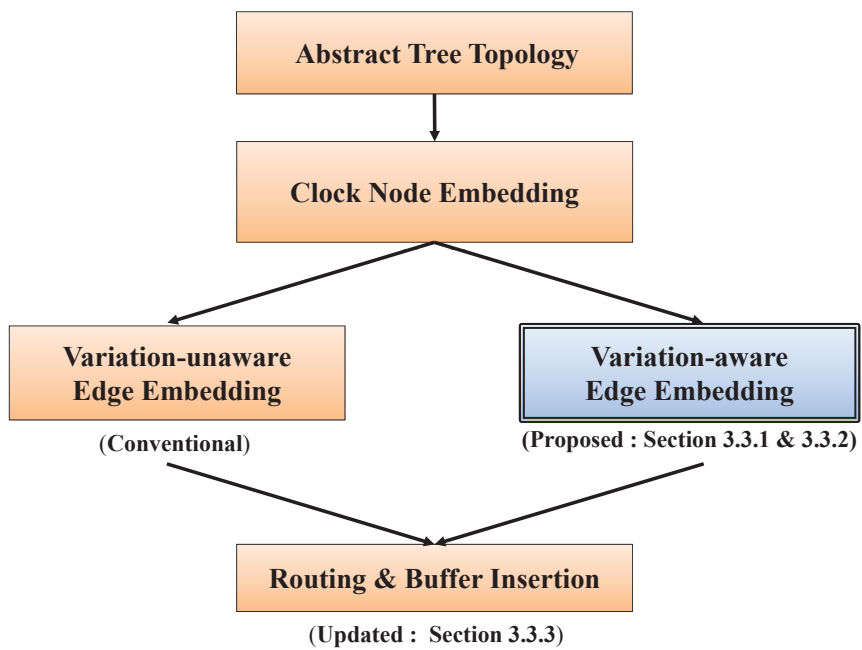 Abstract Tree Topology
Clock Node Embedding
Variation-unaware
Edge Embedding
(Conventional)
Variation-aware
Edge Embedding
(Proposed : Section 3.3.1 & 3.3.2)
Routing & Buffer Insertion
(Updated : Section 3.3.3)